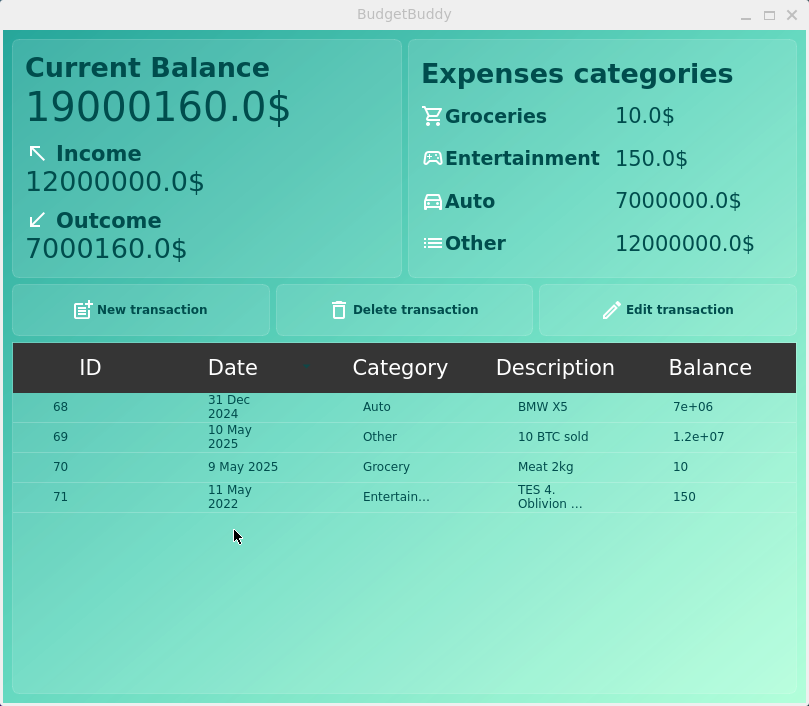 BudgetBuddy
Current Balance
19000160.0$
Income
12000000.0$
Outcome
7000160.0$
Expenses categories
Groceries 10.0$
Entertainment 150.0$
Auto 7000000.0$
Other 12000000.0$
New transaction Delete transaction Edit transaction
ID Date Category Description Balance
68 31 Dec 2024 Auto BMW X5 7e+06
69 10 May 2025 Other 10 BTC sold 1.2e+07
70 9 May 2025 Grocery Meat 2kg 10
71 11 May 2022 Entertain... TES 4. Oblivion ... 150